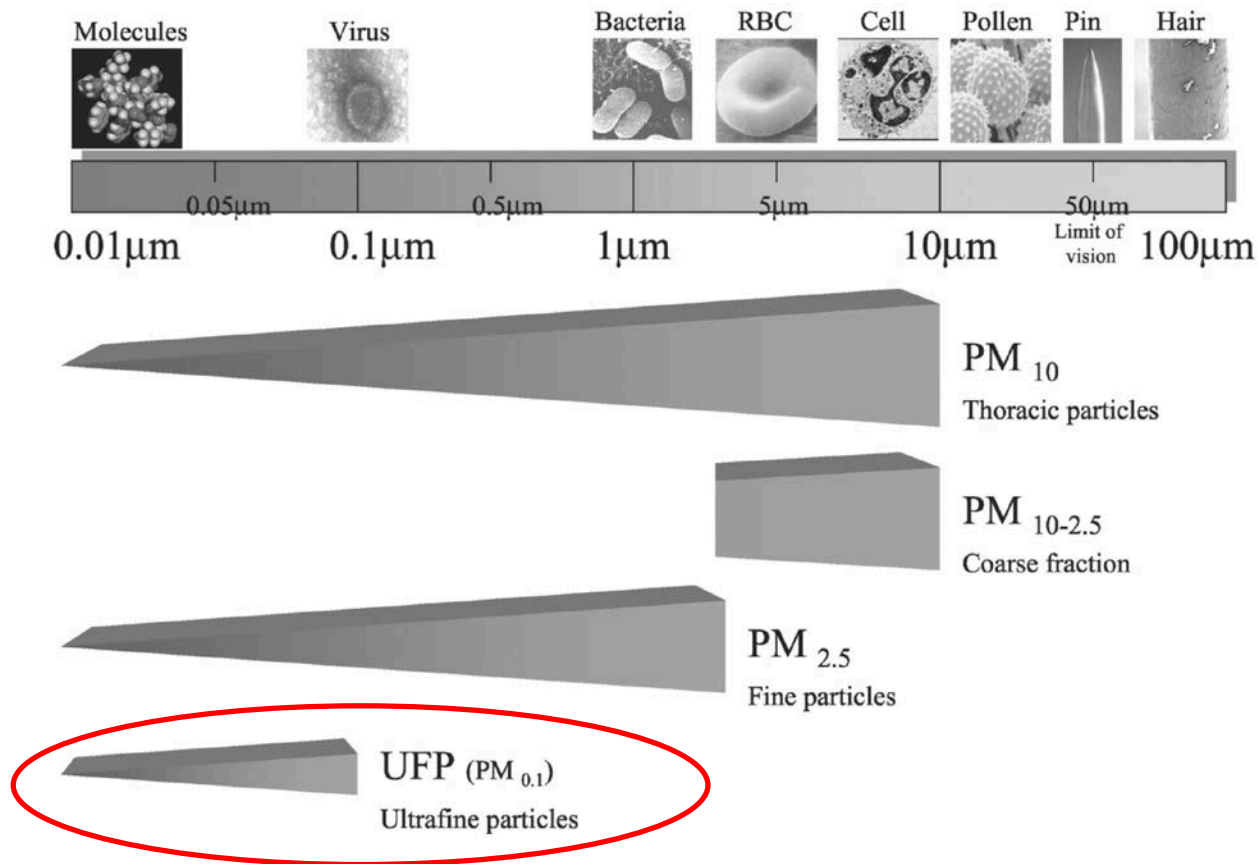 Molecules Virus Bacteria RBC Cell Pollen Pin Hair
0.05μm 0.5μm 5μm 50μm
0.01μm 0.1μm 1μm 10μm Limit of vision 100μm
PM 10
Thoracic particles
PM 10-2.5
Coarse fraction
PM 2.5
Fine particles
UFP (PM 0.1)
Ultrafine particles